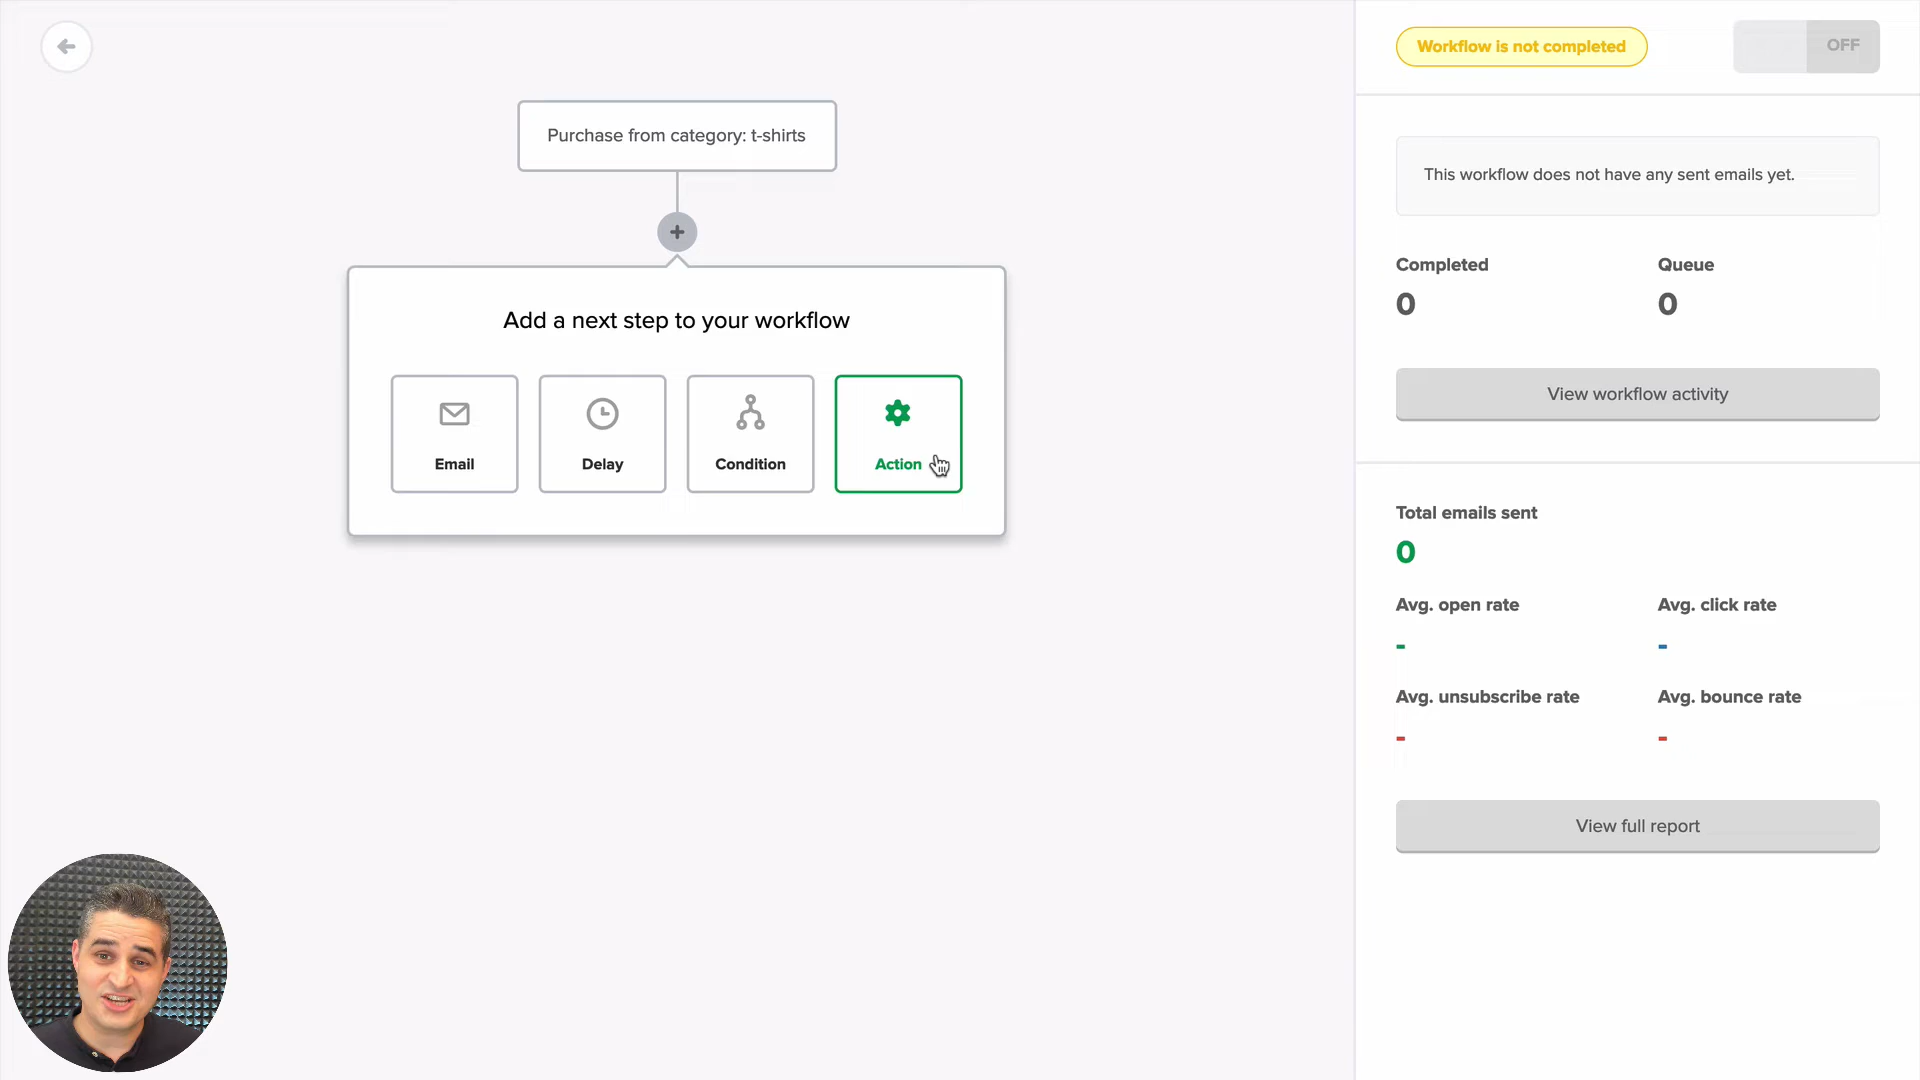 Workflow is not completed
OFF
Purchase from category: t-shirts
This workflow does not have any sent emails yet.
Add a next step to your workflow
Email
Delay
Condition
Action
Completed
Queue
0
0
View workflow activity
Total emails sent
0
Avg. open rate
Avg. click rate
-
-
Avg. unsubscribe rate
Avg. bounce rate
-
-
View full report